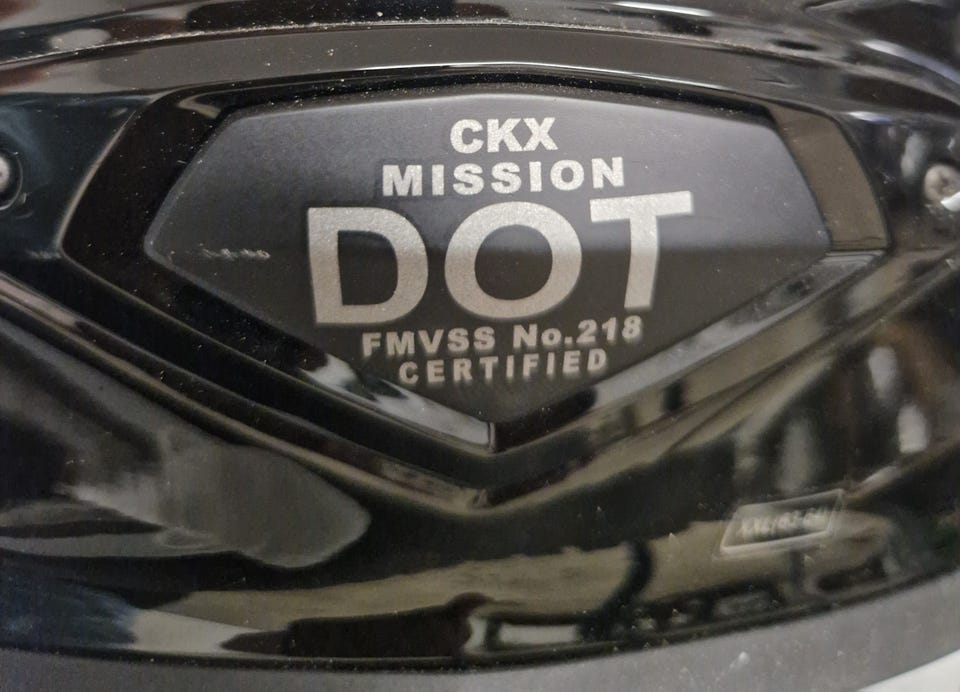 CKX
MISSION
DOT
FMVSS No.218
CERTIFIED